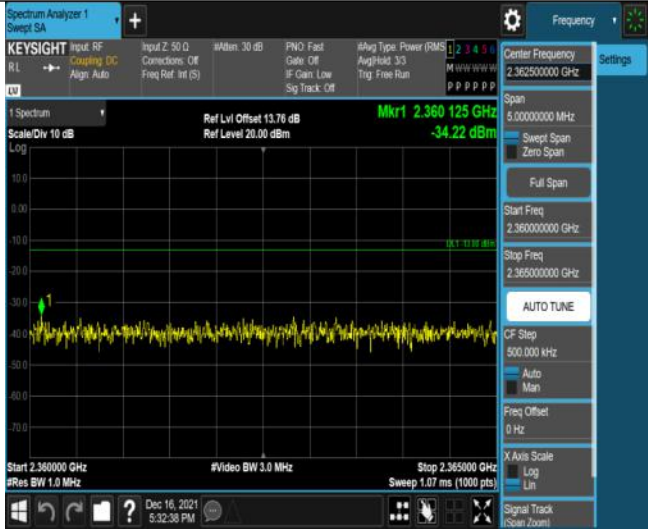 Spectrum Analyzer 1
Swept SA
+
Frequency
KEYSIGHT
RL
Input: RF
Coupling: DC
Align: Auto
Input Z: 50 Ω
Corrections: Off
Freq Ref: Int (S)
#Atten: 30 dB
PNO: Fast
Gate: Off
IF Gain: Low
Sig Track: Off
#Avg Type: Power (RMS
Avg|Hold: 3/3
Trig: Free Run
1 2 3 4 5 6
M W W W W W
P P P P P P
LV
Center Frequency
2.362500000 GHz
Settings
Span
5.00000000 MHz
Swept Span
Zero Span
Full Span
Start Freq
2.360000000 GHz
Stop Freq
2.365000000 GHz
AUTO TUNE
CF Step
500.000 kHz
Auto
Man
Freq Offset
0 Hz
X Axis Scale
Log
Lin
Signal Track
(Span Zoom)
1 Spectrum
Scale/Div 10 dB
Log
Ref Lvl Offset 13.76 dB
Ref Level 20.00 dBm
Mkr1 2.360 125 GHz
-34.22 dBm
10.0
0.00
-10.0
DL1 -13.00 dBm
-20.0
-30.0
1
-40.0
-50.0
-60.0
-70.0
Start 2.360000 GHz
#Video BW 3.0 MHz
Stop 2.365000 GHz
#Res BW 1.0 MHz
Sweep 1.07 ms (1000 pts)
?
Dec 16, 2021
5:32:38 PM